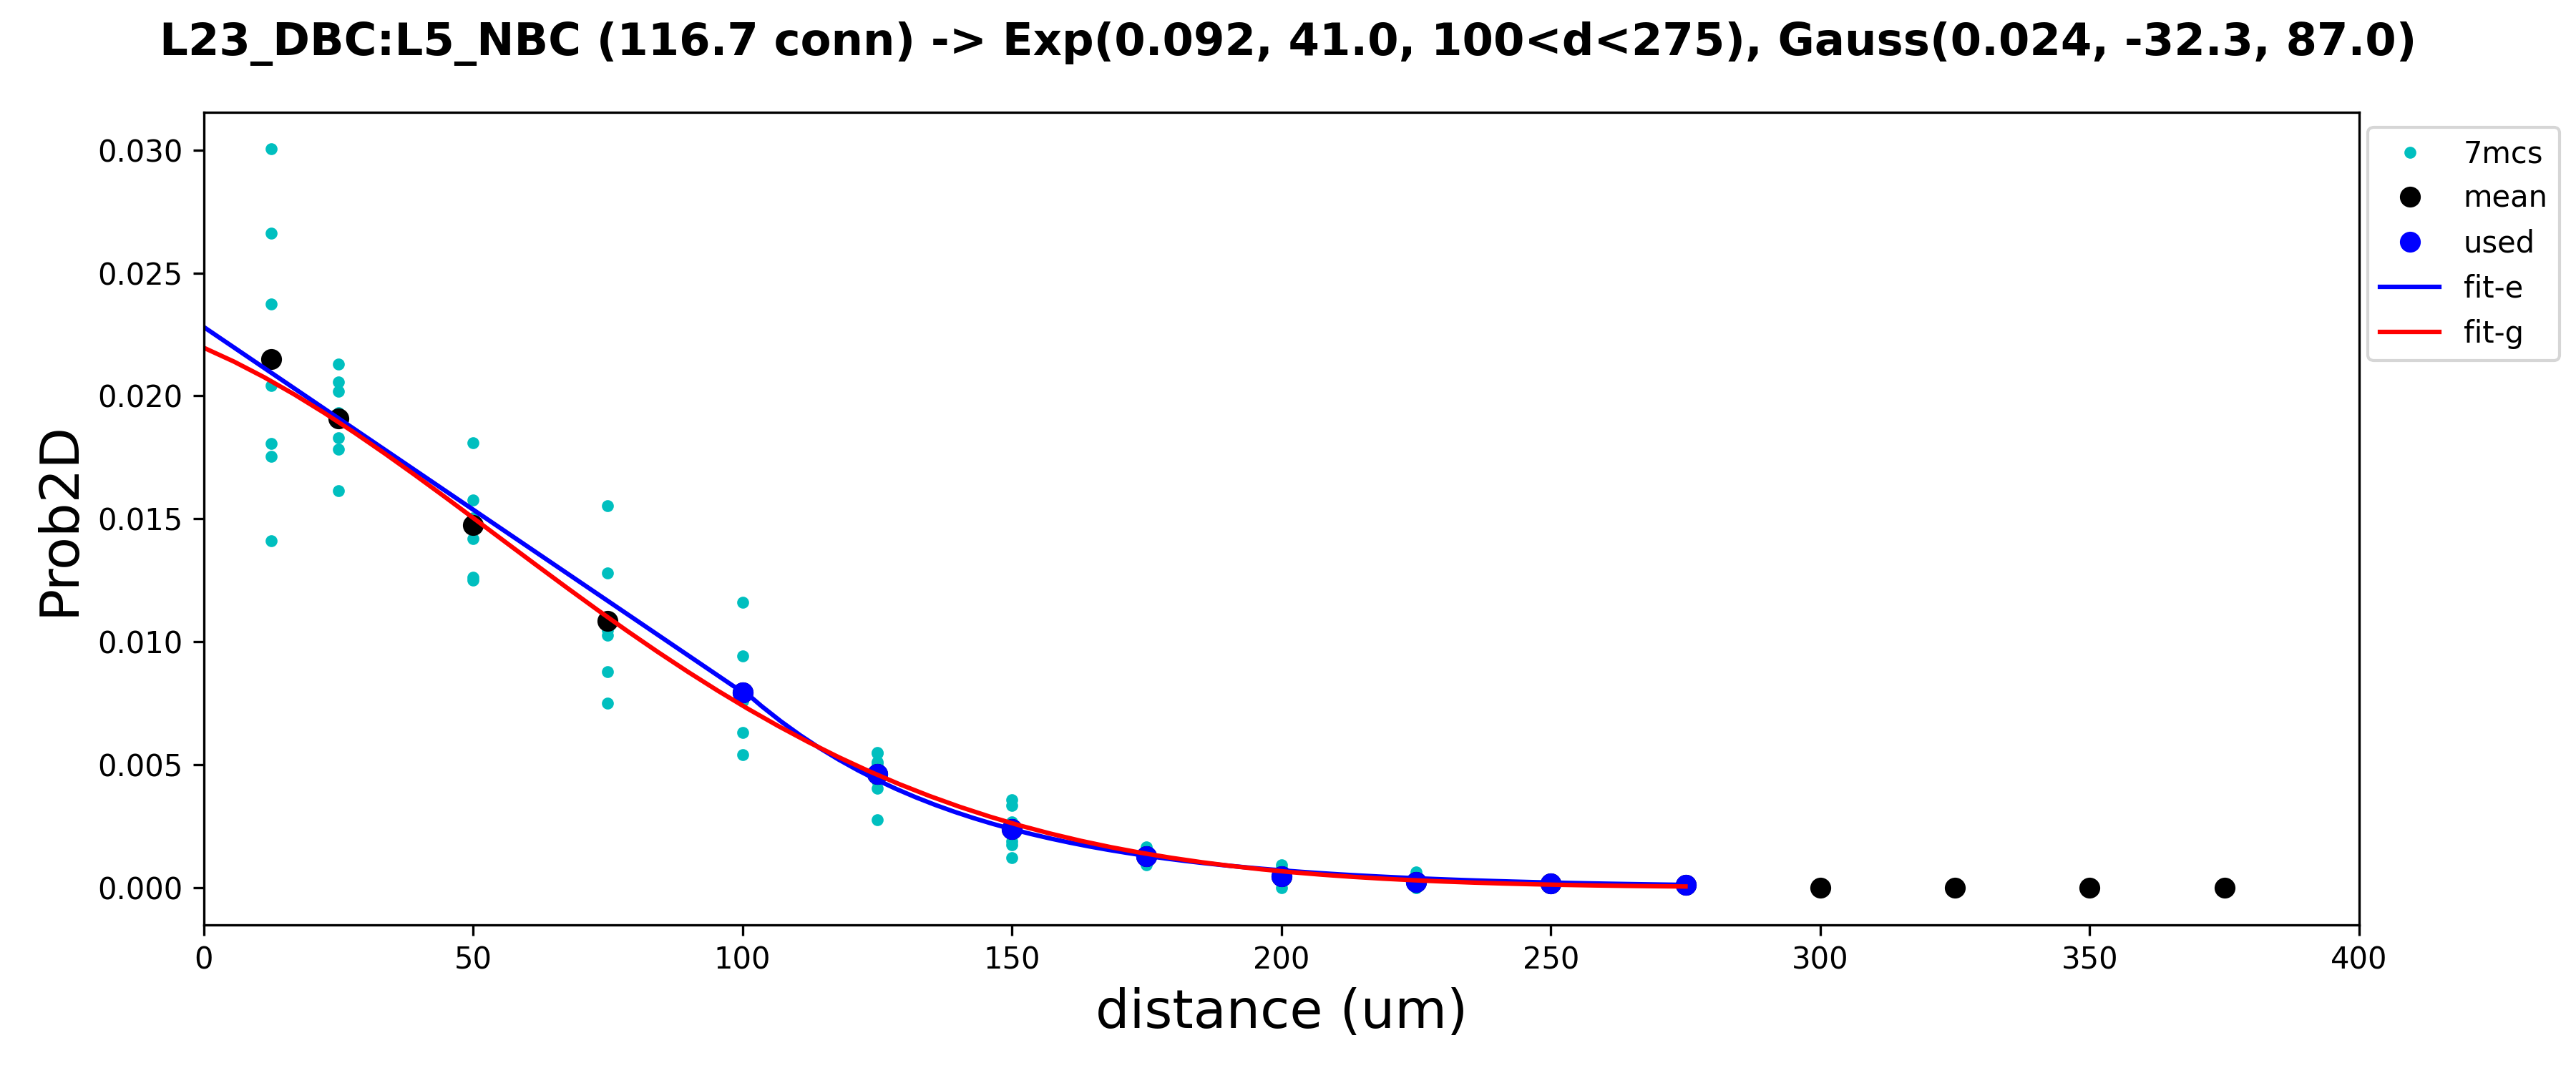 L23_DBC:L5_NBC (116.7 conn) -> Exp(0.092, 41.0, 100<d<275), Gauss(0.024, -32.3, 87.0)
0.030
0.025
0.020
0.015
0.010
0.005
0.000
Prob2D
0 50 100 150 200 250 300 350 400
distance (um)
7mcs
mean
used
fit-e
fit-g